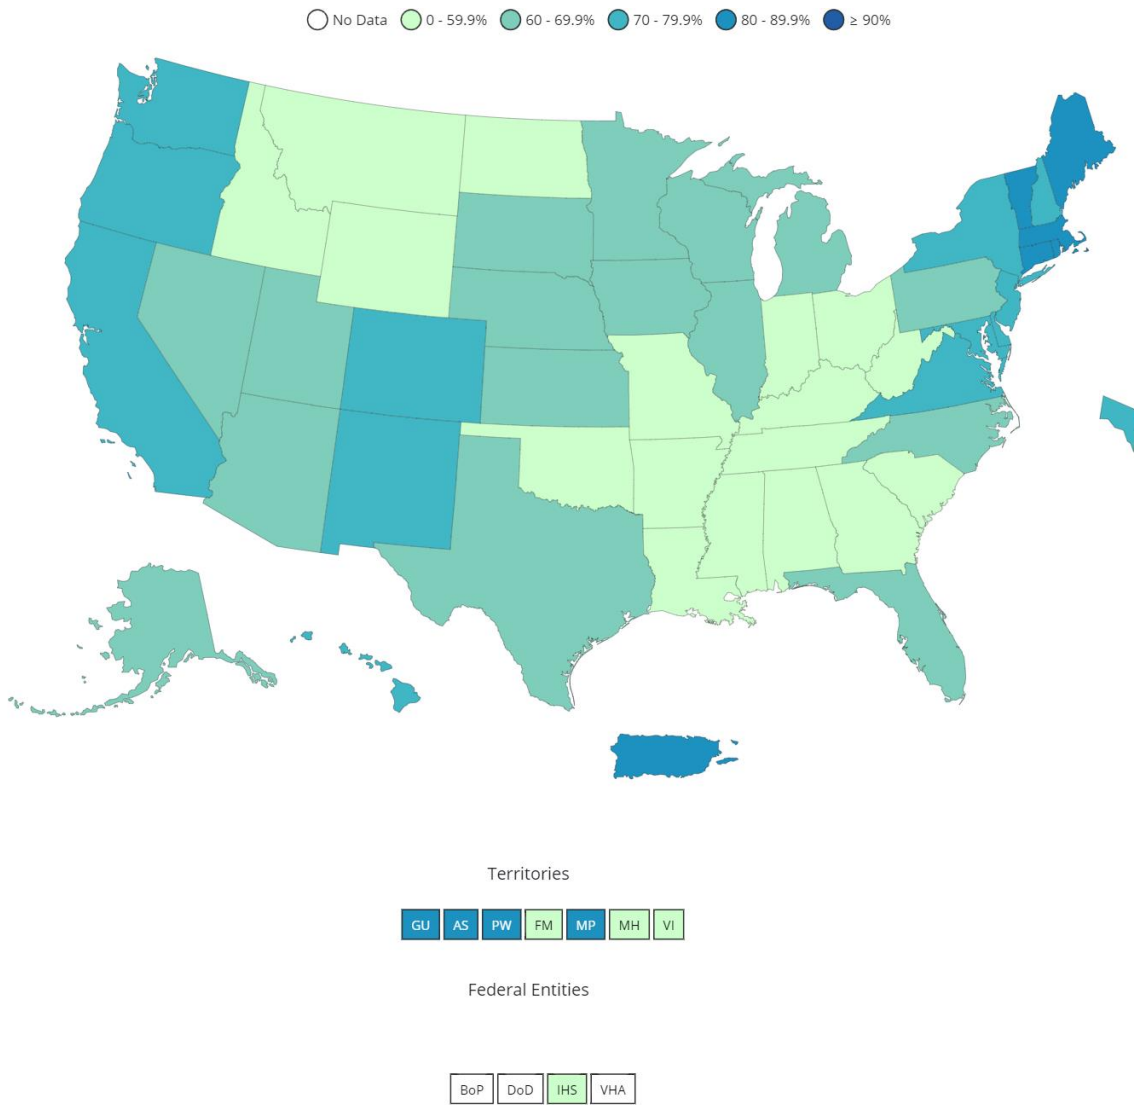 No Data 0 - 59.9% 60 - 69.9% 70 - 79.9% 80 - 89.9% ≥ 90%
Territories
GU AS PW FM MP MH VI
Federal Entities
BoP DoD IHS VHA